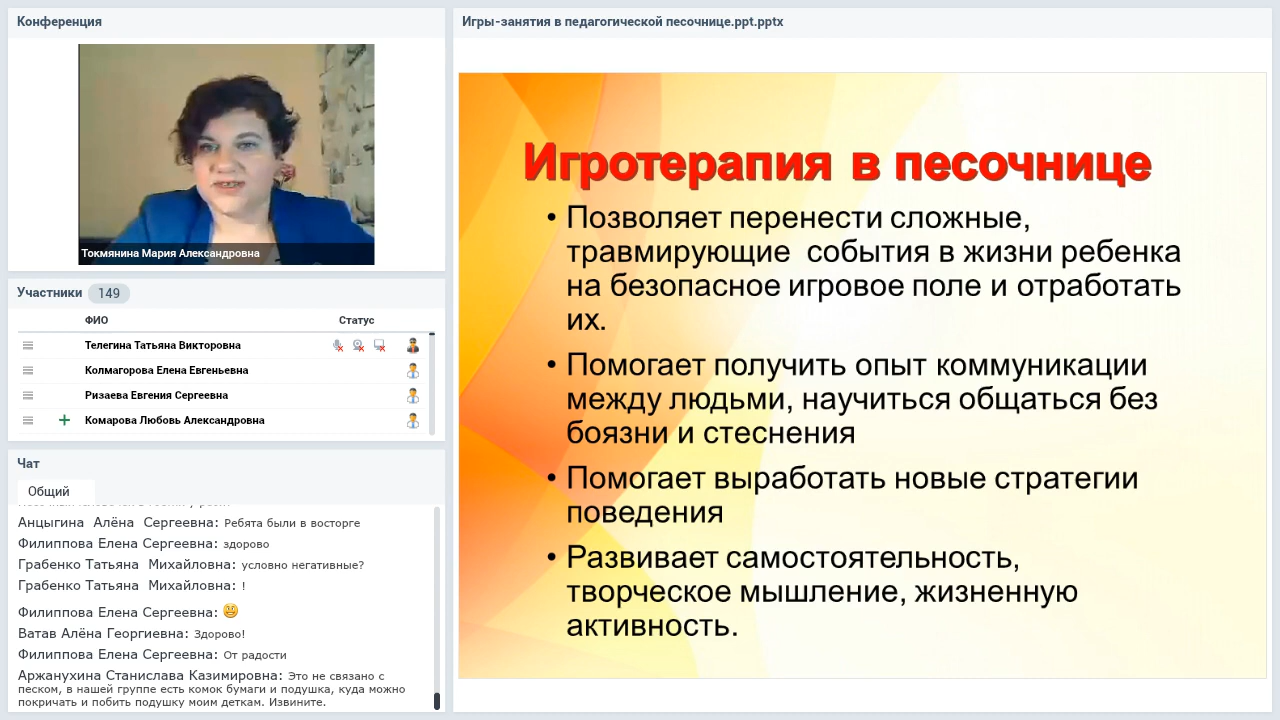 Конференция
Токмянина Мария Александровна
Участники 149
ФИО Статус
Телегина Татьяна Викторовна
Колмагорова Елена Евгеньевна
Ризаева Евгения Сергеевна
Комарова Любовь Александровна
Чат
Общий
Анцыгина Алёна Сергеевна: Ребята были в восторге
Филиппова Елена Сергеевна: здорово
Грабенко Татьяна Михайловна: условно негативные?
Грабенко Татьяна Михайловна: !
Филиппова Елена Сергеевна:
Ватав Алёна Георгиевна: Здорово!
Филиппова Елена Сергеевна: От радости
Аржанухина Станислава Казимировна: Это не связано с
песком, в нашей группе есть комок бумаги и подушка, куда можно
покричать и побить подушку моим деткам. Извините.
Игры-занятия в педагогической песочнице.ppt.pptx
Игротерапия в песочнице
• Позволяет перенести сложные,
травмирующие события в жизни ребенка
на безопасное игровое поле и отработать
их.
• Помогает получить опыт коммуникации
между людьми, научиться общаться без
боязни и стеснения
• Помогает выработать новые стратегии
поведения
• Развивает самостоятельность,
творческое мышление, жизненную
активность.